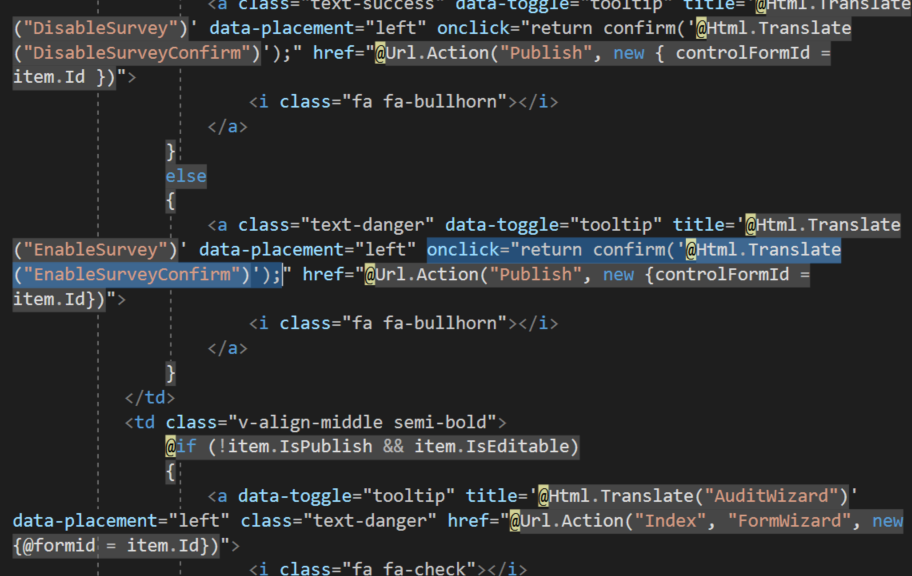 <a class="text-success" data-toggle="tooltip" title='@Html.Translate
("DisableSurvey")' data-placement="left" onclick="return confirm('@Html.Translate
("DisableSurveyConfirm")');" href="@Url.Action("Publish", new { controlFormId =
item.Id })">
<i class="fa fa-bullhorn"></i>
</a>
}
else
{
<a class="text-danger" data-toggle="tooltip" title='@Html.Translate
("EnableSurvey")' data-placement="left" onclick="return confirm('@Html.Translate
("EnableSurveyConfirm")');" href="@Url.Action("Publish", new {controlFormId =
item.Id})">
<i class="fa fa-bullhorn"></i>
</a>
}
</td>
<td class="v-align-middle semi-bold">
@if (!item.IsPublish && item.IsEditable)
{
<a data-toggle="tooltip" title='@Html.Translate("AuditWizard")'
data-placement="left" class="text-danger" href="@Url.Action("Index", "FormWizard", new
{@formid = item.Id})">
<i class="fa fa-check"></i>